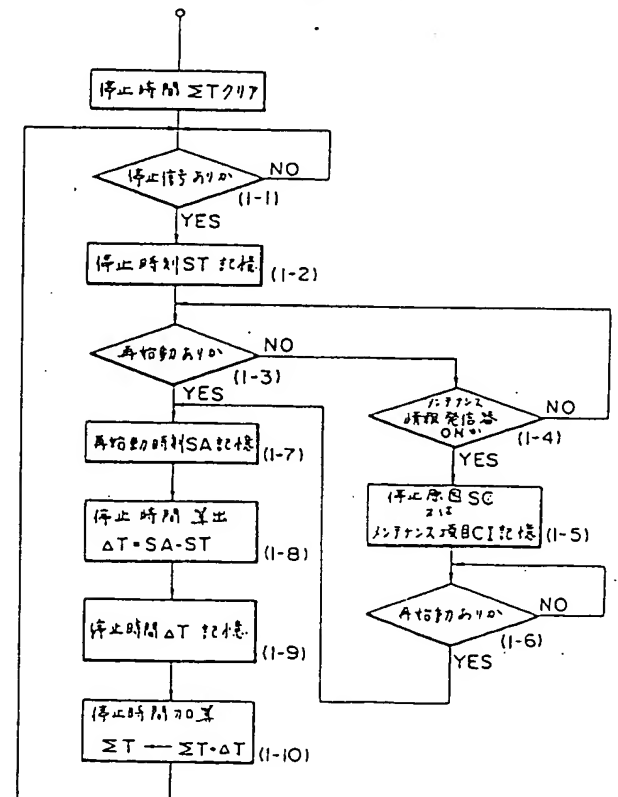 停止時間 ΣTクリア
停止信号ありか
NO
(1-1)
YES
停止時刻ST 記憶
(1-2)
再始動ありか
NO
(1-3)
YES
メンテナンス
情報発信器
ONか
NO
(1-4)
YES
再始動時刻SA記憶
(1-7)
停止原因SC
又は
メンテナンス項目CI記憶
(1-5)
停止時間 算出
ΔT=SA-ST
(1-8)
再始動ありか
NO
(1-6)
YES
停止時間ΔT 記憶
(1-9)
停止時間加算
ΣT ← ΣT+ΔT
(1-10)